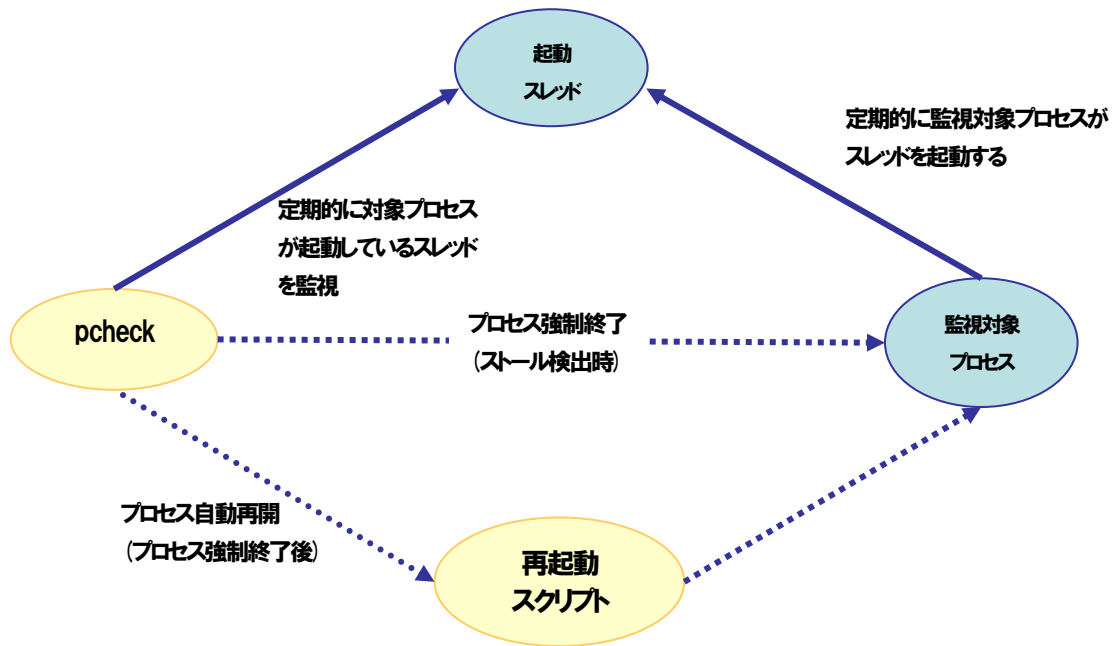 起動
スレッド
定期的に監視対象プロセスが
スレッドを起動する
定期的に対象プロセス
が起動しているスレッド
を監視
pcheck
プロセス強制終了
（ストール検出時）
監視対象
プロセス
プロセス自動再開
（プロセス強制終了後）
再起動
スクリプト